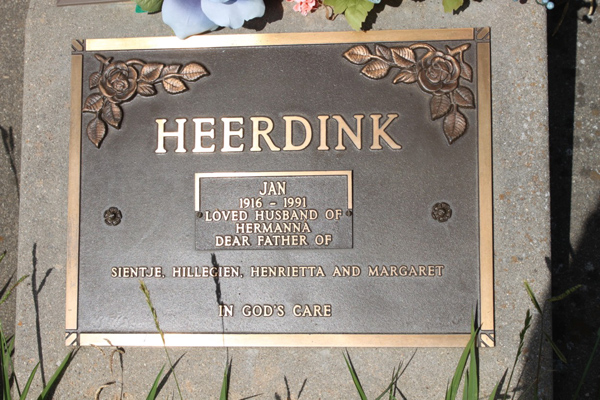 HEERDINK
JAN
1916 - 1991
LOVED HUSBAND OF
HERMANNA
DEAR FATHER OF
SIENTJE, HILLEGIEN, HENRIETTA AND MARGARET
IN GOD'S CARE